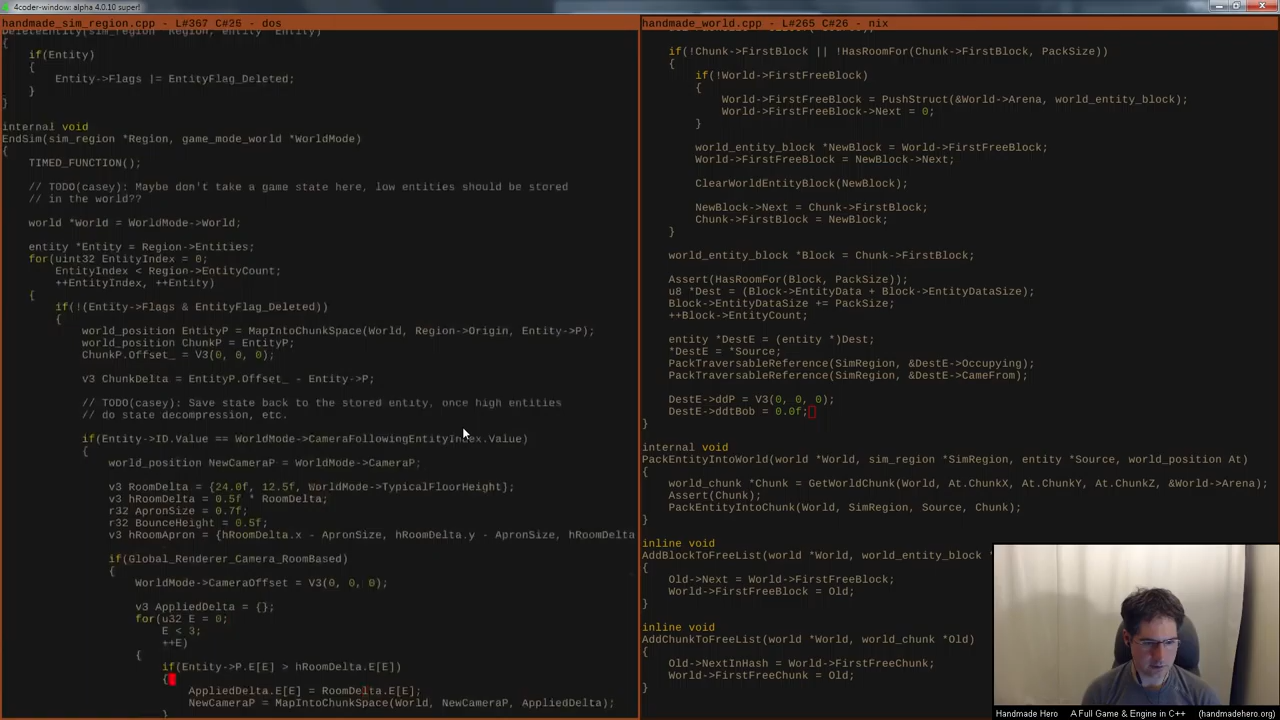 4coder-window: alpha 4.0.10 super!
handmade_sim_region.cpp - L#367 C#25 - dos
DeleteEntity(sim_region *Region, entity *Entity)
{
if(Entity)
{
Entity->Flags |= EntityFlag_Deleted;
}
}
internal void
EndSim(sim_region *Region, game_mode_world *WorldMode)
{
TIMED_FUNCTION();
// TODO(casey): Maybe don't take a game state here, low entities should be stored
// in the world??
world *World = WorldMode->World;
entity *Entity = Region->Entities;
for(uint32 EntityIndex = 0;
EntityIndex < Region->EntityCount;
++EntityIndex, ++Entity)
{
if(!(Entity->Flags & EntityFlag_Deleted))
{
world_position EntityP = MapIntoChunkSpace(World, Region->Origin, Entity->P);
world_position ChunkP = EntityP;
ChunkP.Offset_ = V3(0, 0, 0);
v3 ChunkDelta = EntityP.Offset_ - Entity->P;
// TODO(casey): Save state back to the stored entity, once high entities
// do state decompression, etc.
if(Entity->ID.Value == WorldMode->CameraFollowingEntityIndex.Value)
{
world_position NewCameraP = WorldMode->CameraP;
v3 RoomDelta = {24.0f, 12.5f, WorldMode->TypicalFloorHeight};
v3 hRoomDelta = 0.5f * RoomDelta;
r32 ApronSize = 0.7f;
r32 BounceHeight = 0.5f;
v3 hRoomApron = {hRoomDelta.x - ApronSize, hRoomDelta.y - ApronSize, hRoomDelta
if(Global_Renderer_Camera_RoomBased)
{
WorldMode->CameraOffset = V3(0, 0, 0);
v3 AppliedDelta = {};
for(u32 E = 0;
E < 3;
++E)
{
if(Entity->P.E[E] > hRoomDelta.E[E])
{
AppliedDelta.E[E] = RoomDelta.E[E];
NewCameraP = MapIntoChunkSpace(World, NewCameraP, AppliedDelta);
}
handmade_world.cpp - L#265 C#26 - nix
if(!Chunk->FirstBlock || !HasRoomFor(Chunk->FirstBlock, PackSize))
{
if(!World->FirstFreeBlock)
{
World->FirstFreeBlock = PushStruct(&World->Arena, world_entity_block);
World->FirstFreeBlock->Next = 0;
}
world_entity_block *NewBlock = World->FirstFreeBlock;
World->FirstFreeBlock = NewBlock->Next;
ClearWorldEntityBlock(NewBlock);
NewBlock->Next = Chunk->FirstBlock;
Chunk->FirstBlock = NewBlock;
}
world_entity_block *Block = Chunk->FirstBlock;
Assert(HasRoomFor(Block, PackSize));
u8 *Dest = (Block->EntityData + Block->EntityDataSize);
Block->EntityDataSize += PackSize;
++Block->EntityCount;
entity *DestE = (entity *)Dest;
*DestE = *Source;
PackTraversableReference(SimRegion, &DestE->Occupying);
PackTraversableReference(SimRegion, &DestE->CameFrom);
DestE->ddP = V3(0, 0, 0);
DestE->ddtBob = 0.0f;
}
internal void
PackEntityIntoWorld(world *World, sim_region *SimRegion, entity *Source, world_position At)
{
world_chunk *Chunk = GetWorldChunk(World, At.ChunkX, At.ChunkY, At.ChunkZ, &World->Arena);
Assert(Chunk);
PackEntityIntoChunk(World, SimRegion, Source, Chunk);
}
inline void
AddBlockToFreeList(world *World, world_entity_block *
{
Old->Next = World->FirstFreeBlock;
World->FirstFreeBlock = Old;
}
inline void
AddChunkToFreeList(world *World, world_chunk *Old)
{
Old->NextInHash = World->FirstFreeChunk;
World->FirstFreeChunk = Old;
}
Handmade Hero
A Full Game & Engine in C++
(handmadehero.org)